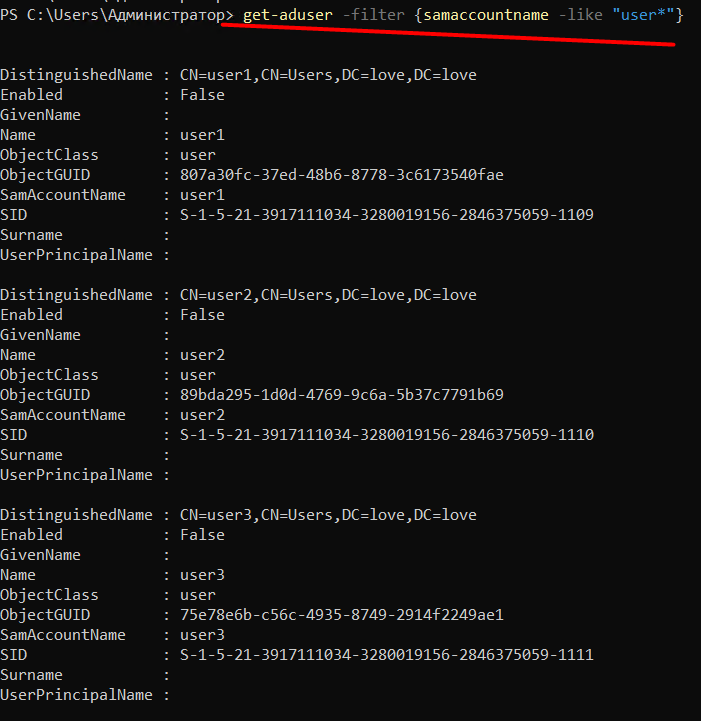 PS C:\Users\Администратор> get-aduser -filter {samaccountname -like "user*"}
DistinguishedName : CN=user1,CN=Users,DC=love,DC=love
Enabled           : False
GivenName         :
Name              : user1
ObjectClass       : user
ObjectGUID        : 807a30fc-37ed-48b6-8778-3c6173540fae
SamAccountName    : user1
SID               : S-1-5-21-3917111034-3280019156-2846375059-1109
Surname           :
UserPrincipalName :
DistinguishedName : CN=user2,CN=Users,DC=love,DC=love
Enabled           : False
GivenName         :
Name              : user2
ObjectClass       : user
ObjectGUID        : 89bda295-1d0d-4769-9c6a-5b37c7791b69
SamAccountName    : user2
SID               : S-1-5-21-3917111034-3280019156-2846375059-1110
Surname           :
UserPrincipalName :
DistinguishedName : CN=user3,CN=Users,DC=love,DC=love
Enabled           : False
GivenName         :
Name              : user3
ObjectClass       : user
ObjectGUID        : 75e78e6b-c56c-4935-8749-2914f2249ae1
SamAccountName    : user3
SID               : S-1-5-21-3917111034-3280019156-2846375059-1111
Surname           :
UserPrincipalName :